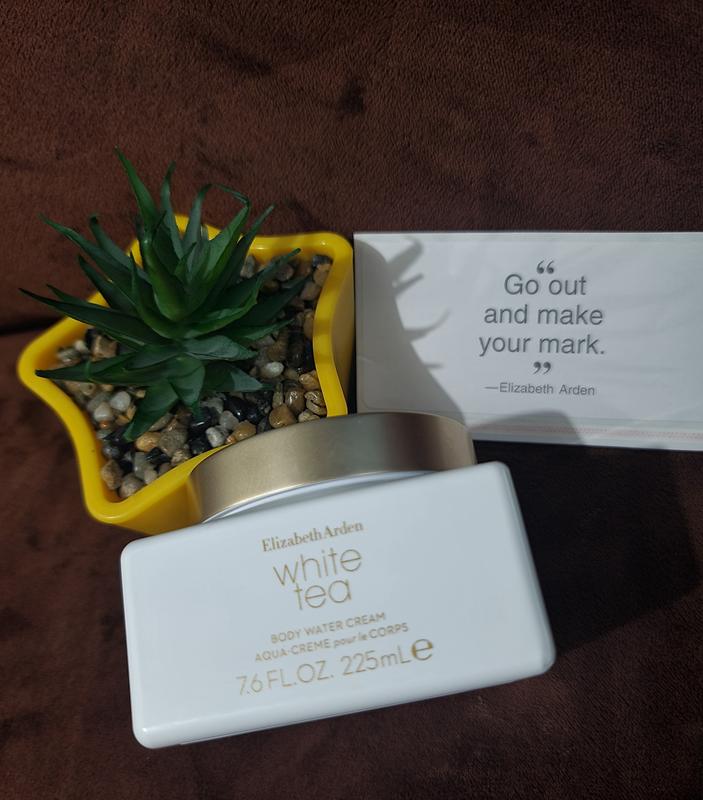 “
Go out
and make
your mark.
”
—Elizabeth Arden
Elizabeth Arden
white
tea
BODY WATER CREAM
AQUA-CREME pour le CORPS
7.6 FL.OZ. 225mL℮